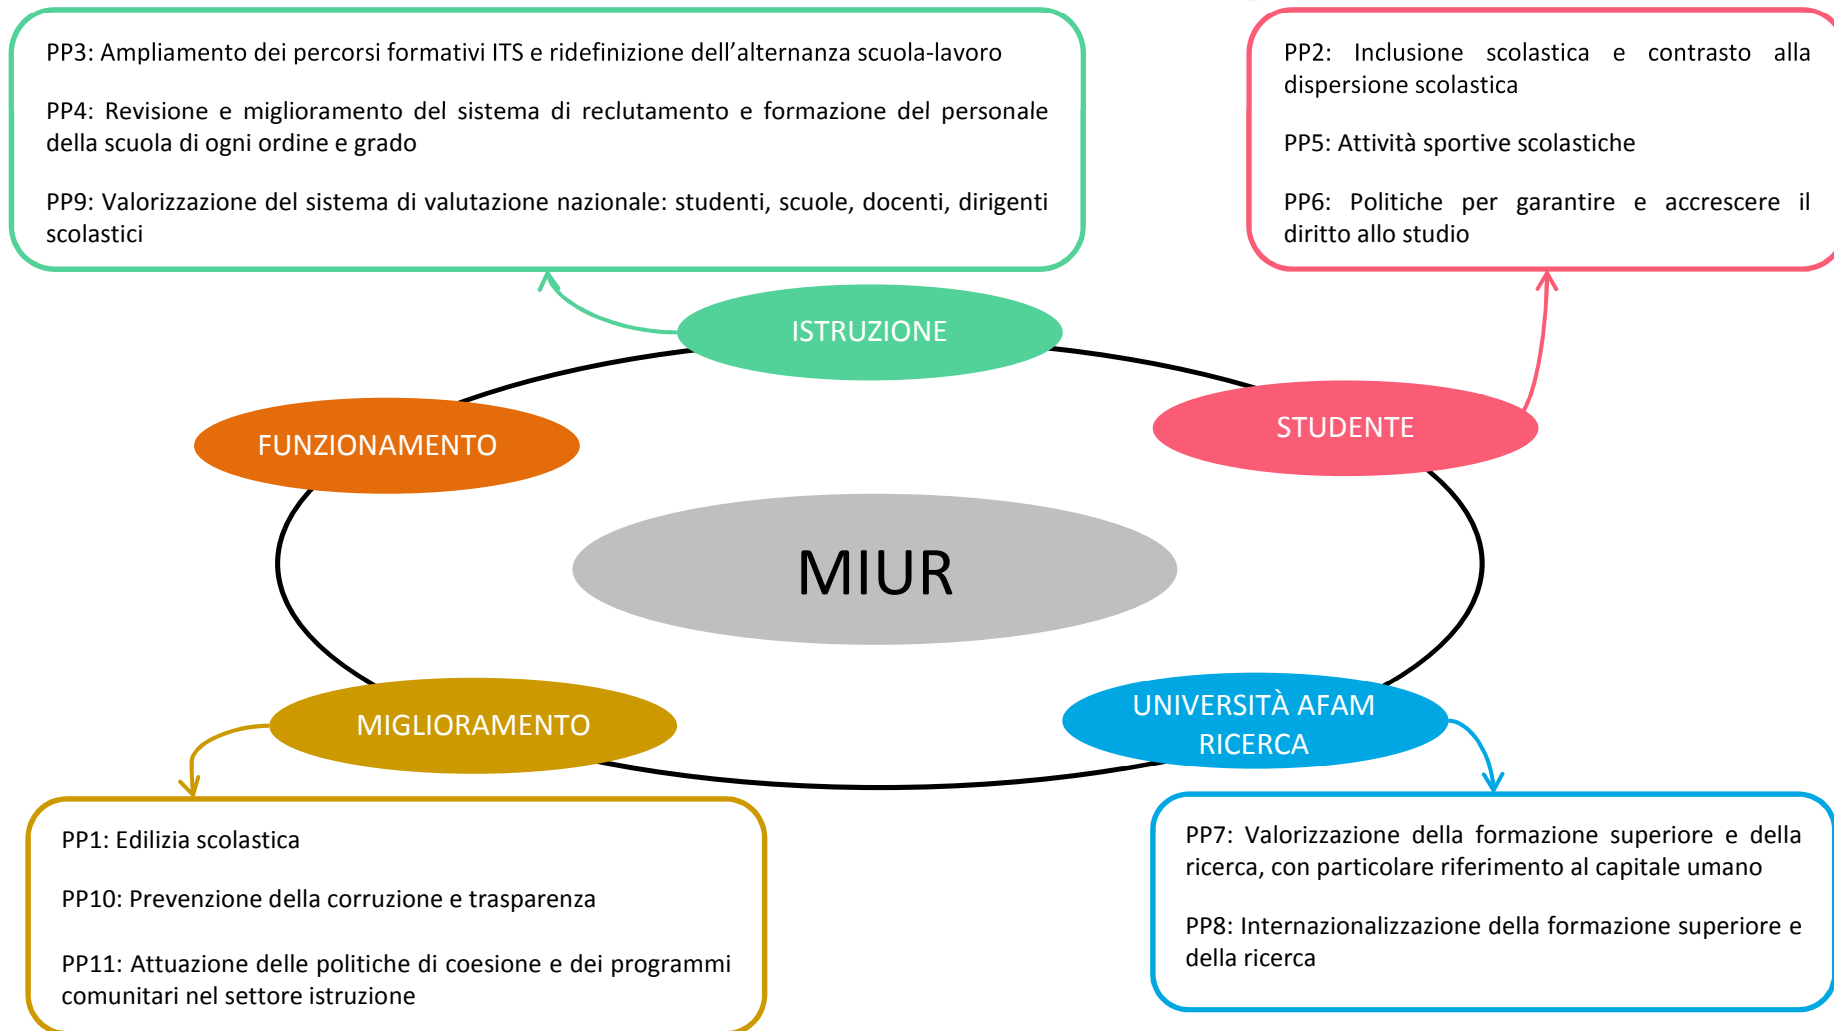 PP3: Ampliamento dei percorsi formativi ITS e ridefinizione dell’alternanza scuola-lavoro
PP4: Revisione e miglioramento del sistema di reclutamento e formazione del personale
della scuola di ogni ordine e grado
PP9: Valorizzazione del sistema di valutazione nazionale: studenti, scuole, docenti, dirigenti
scolastici
PP2: Inclusione scolastica e contrasto alla
dispersione scolastica
PP5: Attività sportive scolastiche
PP6: Politiche per garantire e accrescere il
diritto allo studio
ISTRUZIONE
STUDENTE
FUNZIONAMENTO
MIUR
MIGLIORAMENTO
UNIVERSITÀ AFAM
RICERCA
PP1: Edilizia scolastica
PP10: Prevenzione della corruzione e trasparenza
PP11: Attuazione delle politiche di coesione e dei programmi
comunitari nel settore istruzione
PP7: Valorizzazione della formazione superiore e della
ricerca, con particolare riferimento al capitale umano
PP8: Internazionalizzazione della formazione superiore e
della ricerca